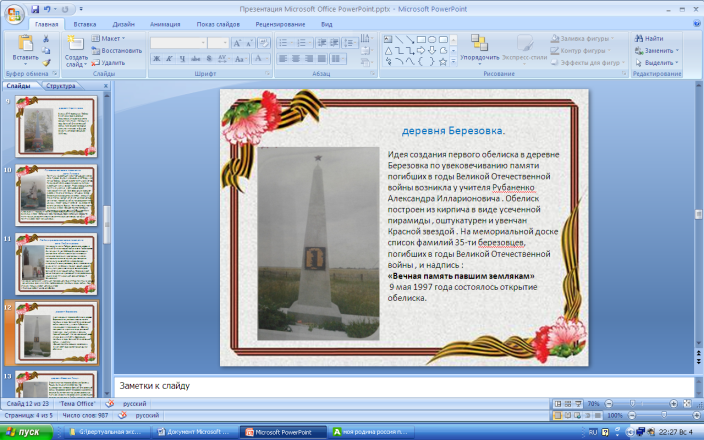 Презентация Microsoft Office PowerPoint.pptx - Microsoft PowerPoint
Главная Вставка Дизайн Анимация Показ слайдов Рецензирование Вид
Вставить
Создать слайд
Макет
Восстановить
Удалить
Упорядочить Экспресс-стили
Заливка фигуры
Контур фигуры
Эффекты для фигур
Найти
Заменить
Выделить
Буфер обмена Слайды Шрифт Абзац Рисование Редактирование
Слайды Структура
9
10
11
12
13
деревня Березовка.
Идея создания первого обелиска в деревне
Березовка по увековечиванию памяти
погибших в годы Великой Отечественной
войны возникла у учителя Рубаненко
Александра Илларионовича . Обелиск
построен из кирпича в виде усеченной
пирамиды , оштукатурен и увенчан
Красной звездой . На мемориальной доске
список фамилий 35-ти березовцев,
погибших в годы Великой Отечественной
войны , и надпись :
«Вечная память павшим землякам»
9 мая 1997 года состоялось открытие
обелиска.
Заметки к слайду
Слайд 12 из 23 "Тема Office" русский 70%
Страница: 4 из 5 Число слов: 987 русский 100%
пуск G:\виртуальная экс... Документ Microsoft ... Microsoft PowerPoint моя родина россия п... RU 22:27 Вс 4